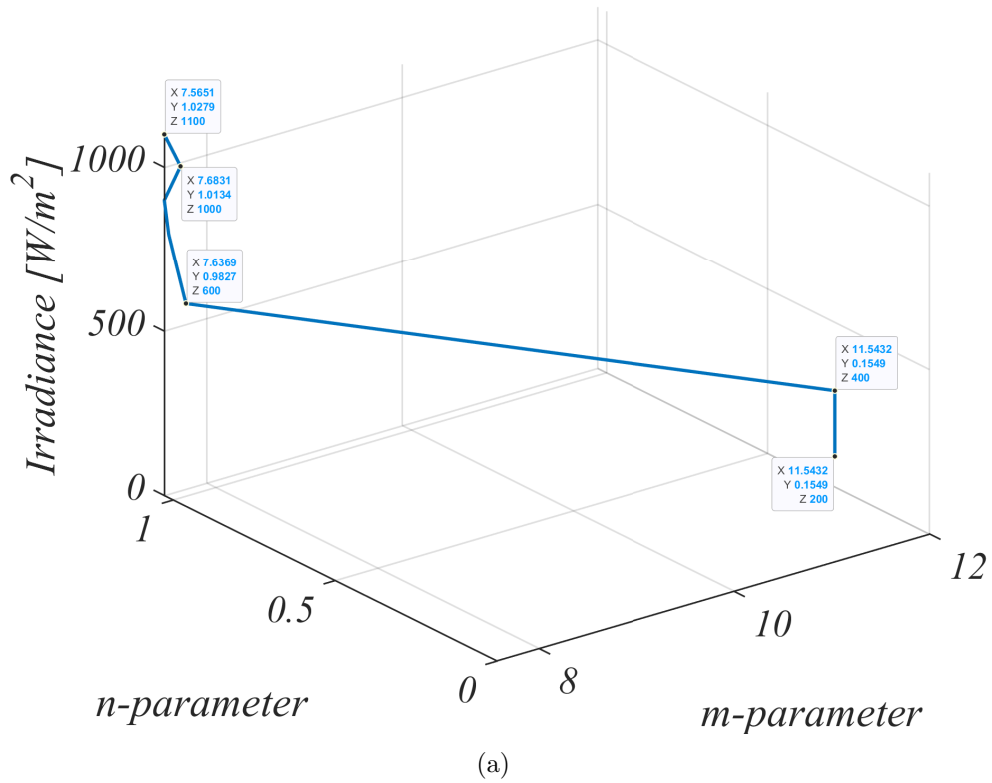 X 7.5651
Y 1.0279
Z 1100
1000
X 7.6831
Y 1.0134
Z 1000
X 7.6369
Y 0.9827
Z 600
500
X 11.5432
Y 0.1549
Z 400
X 11.5432
Y 0.1549
Z 200
0
Irradiance [W/m²]
1
0.5
0
8
10
12
n-parameter
m-parameter
(a)